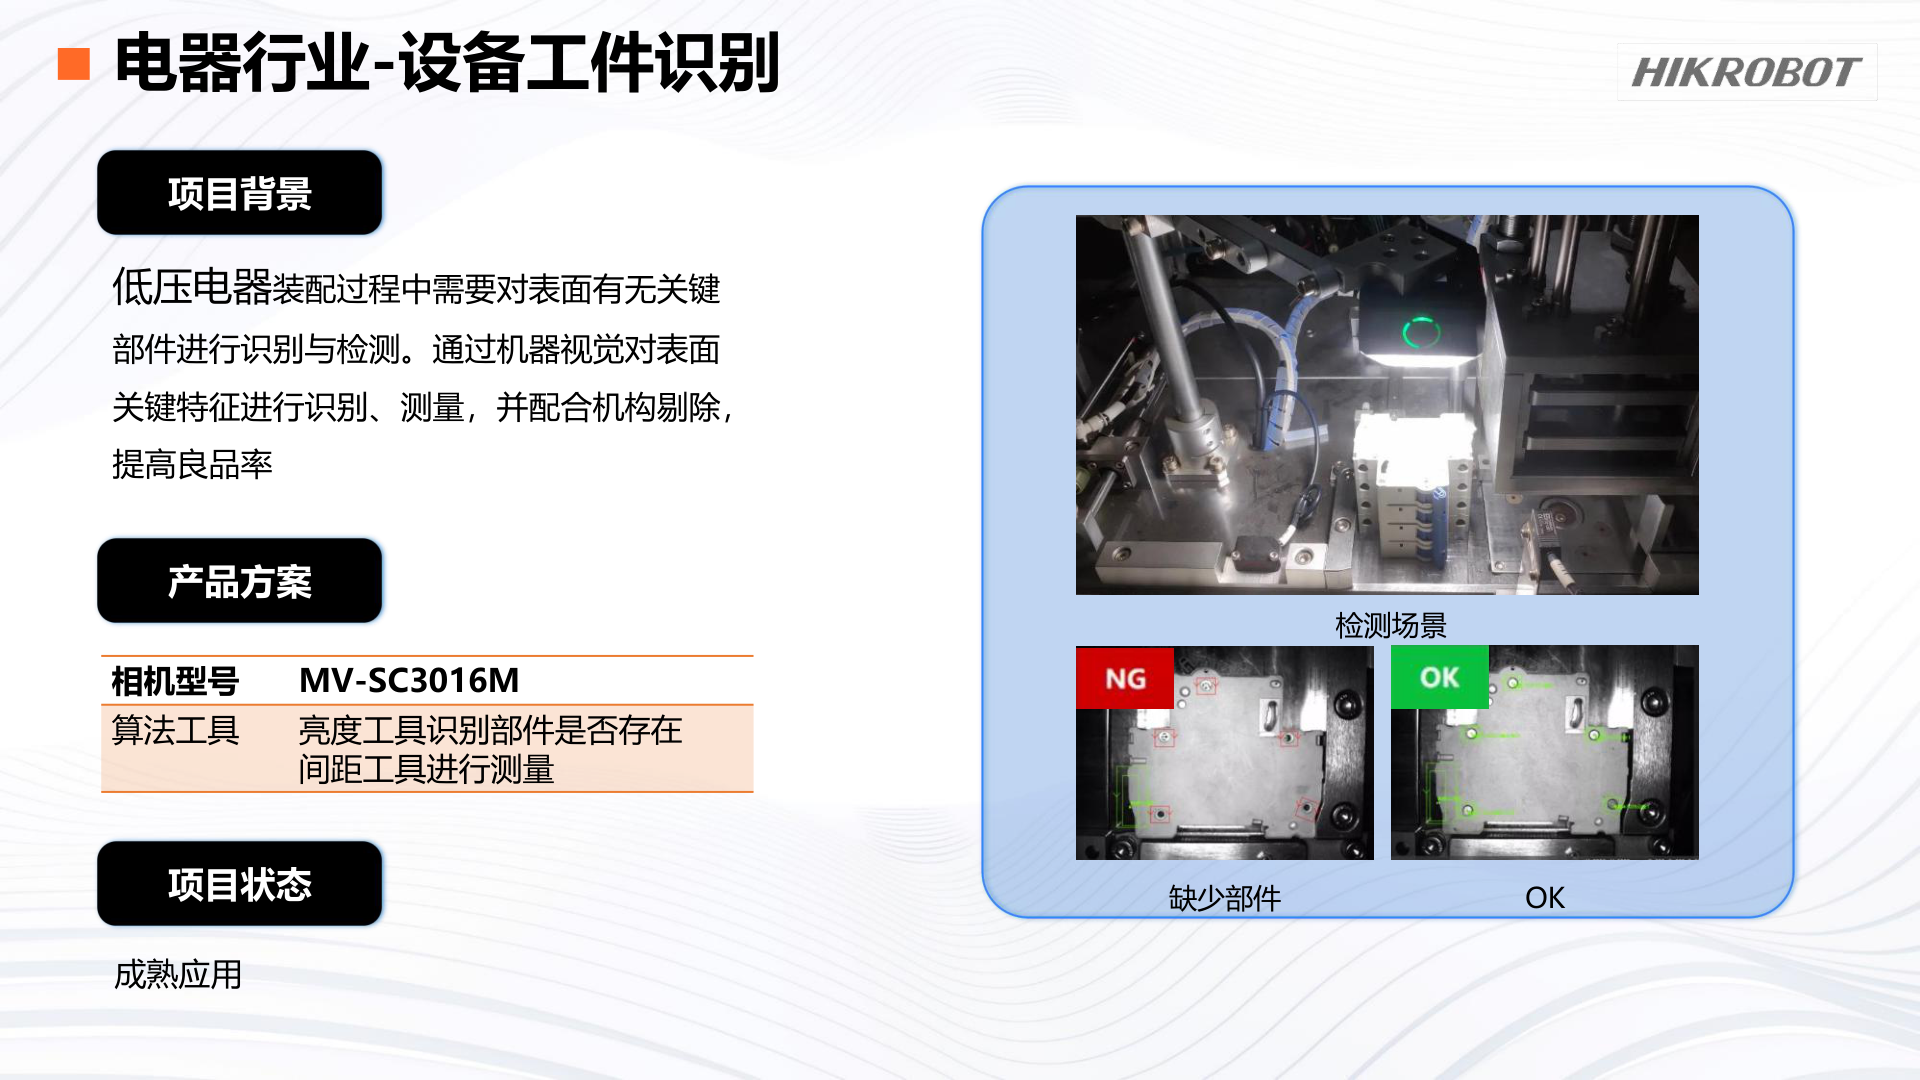 电器行业-设备工件识别
HIKROBOT
项目背景
低压电器装配过程中需要对表面有无关键
部件进行识别与检测。通过机器视觉对表面
关键特征进行识别、测量，并配合机构剔除，
提高良品率
产品方案
相机型号 MV-SC3016M
算法工具 亮度工具识别部件是否存在
间距工具进行测量
项目状态
成熟应用
检测场景
NG
OK
缺少部件
OK